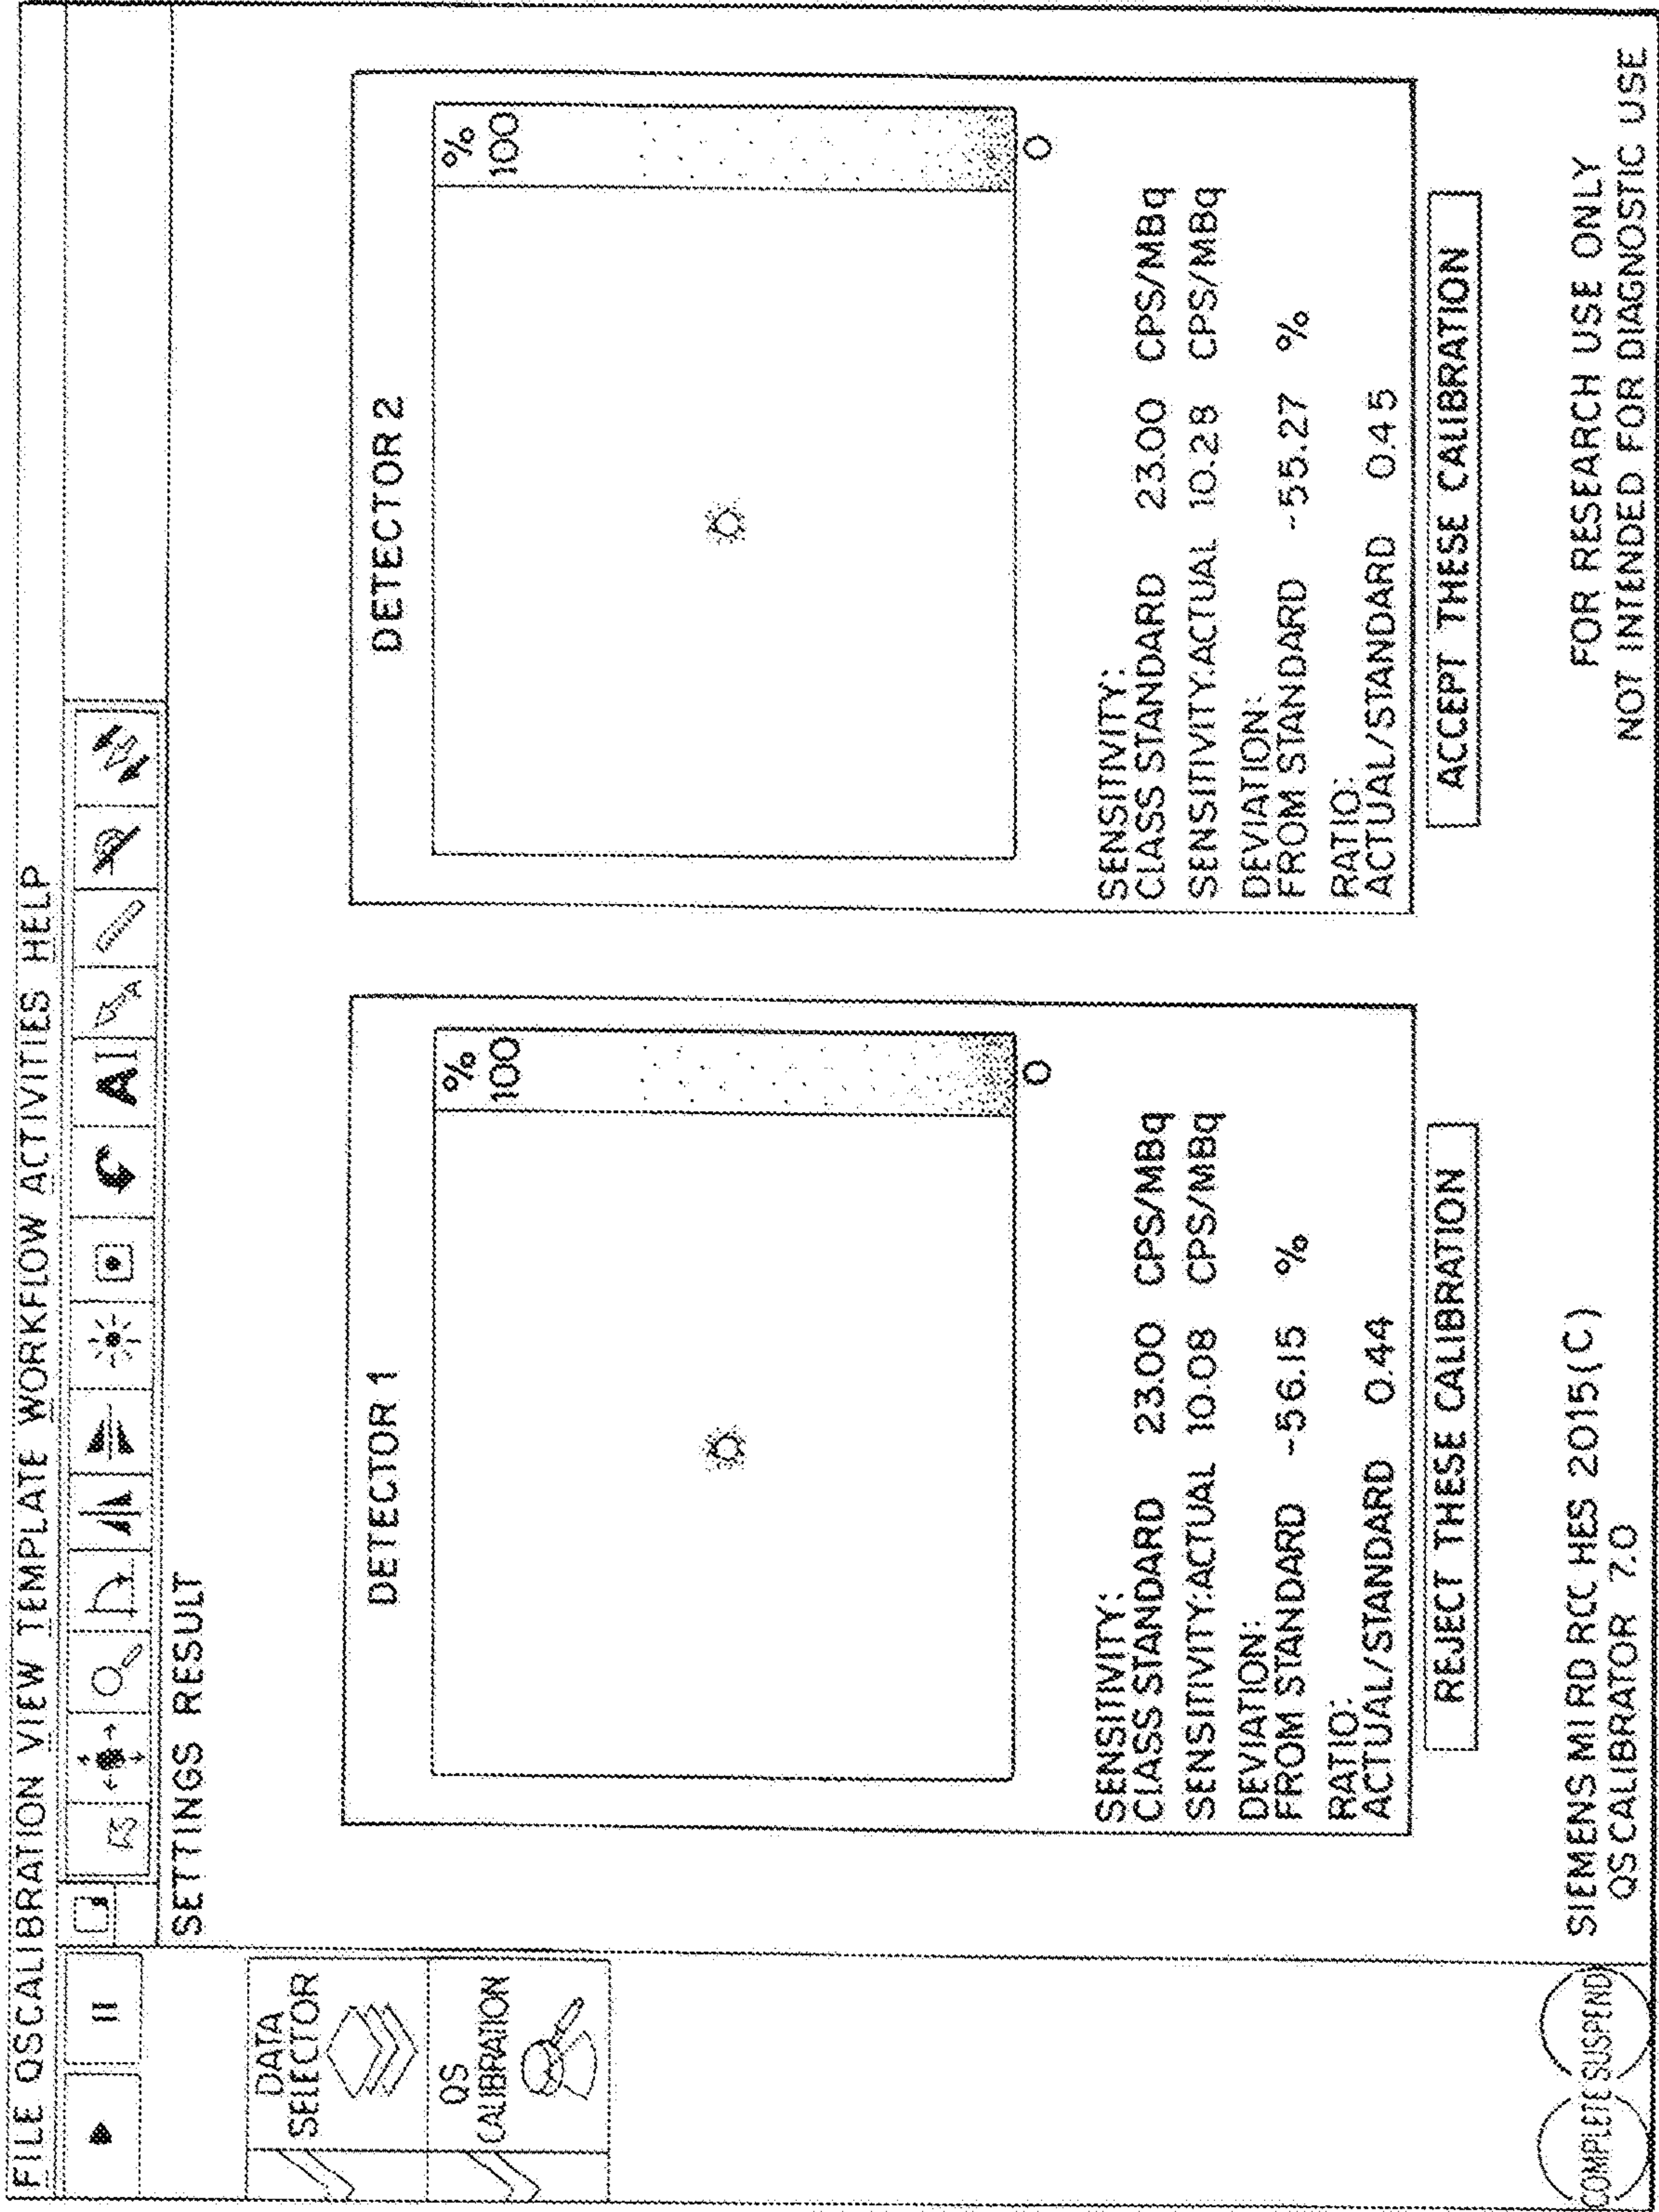 FILE QSCALIBRATION VIEW TEMPLATE WORKFLOW ACTIVITIES HELP
AI
SETTINGS RESULT
DATA
SELECTOR
QS
CALIBRATION
DETECTOR 1
%
100
0
SENSITIVITY:
CLASS STANDARD 23.00 CPS/MBq
SENSITIVITY:ACTUAL 10.08 CPS/MBq
DEVIATION:
FROM STANDARD -56.15 %
RATIO:
ACTUAL/STANDARD 0.44
REJECT THESE CALIBRATION
DETECTOR 2
%
100
0
SENSITIVITY:
CLASS STANDARD 23.00 CPS/MBq
SENSITIVITY:ACTUAL 10.28 CPS/MBq
DEVIATION:
FROM STANDARD -55.27 %
RATIO:
ACTUAL/STANDARD 0.45
ACCEPT THESE CALIBRATION
COMPLETE SUSPEND
SIEMENS MI RD RCC HES 2015(C)
QS CALIBRATOR 7.0
FOR RESEARCH USE ONLY
NOT INTENDED FOR DIAGNOSTIC USE